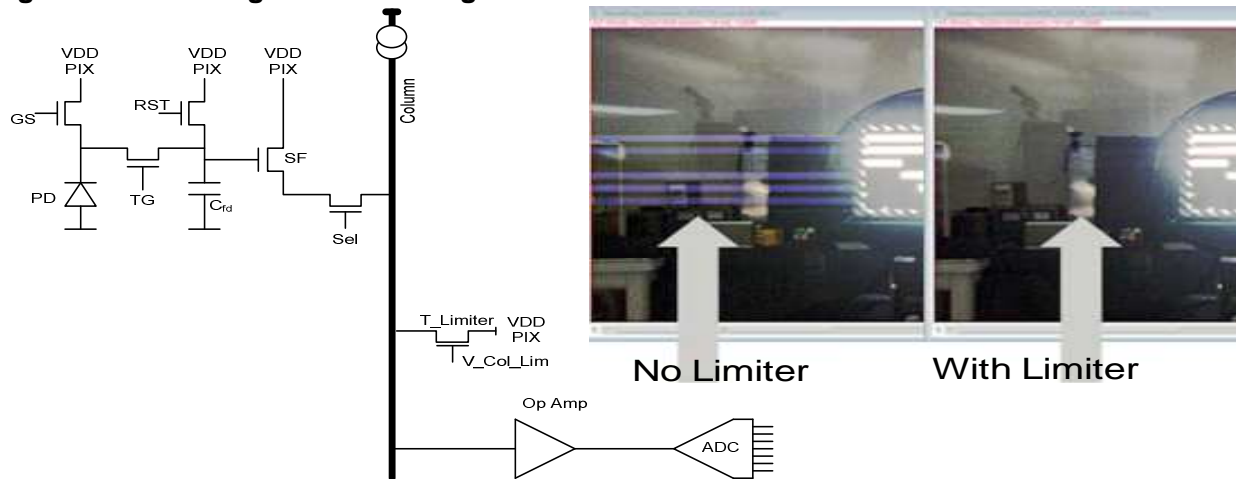 VDD
PIX
VDD
PIX
VDD
PIX
GS
RST
SF
PD
TG
Cfd
Sel
Column
T_Limiter
VDD
PIX
V_Col_Lim
Op Amp
ADC
No Limiter
With Limiter